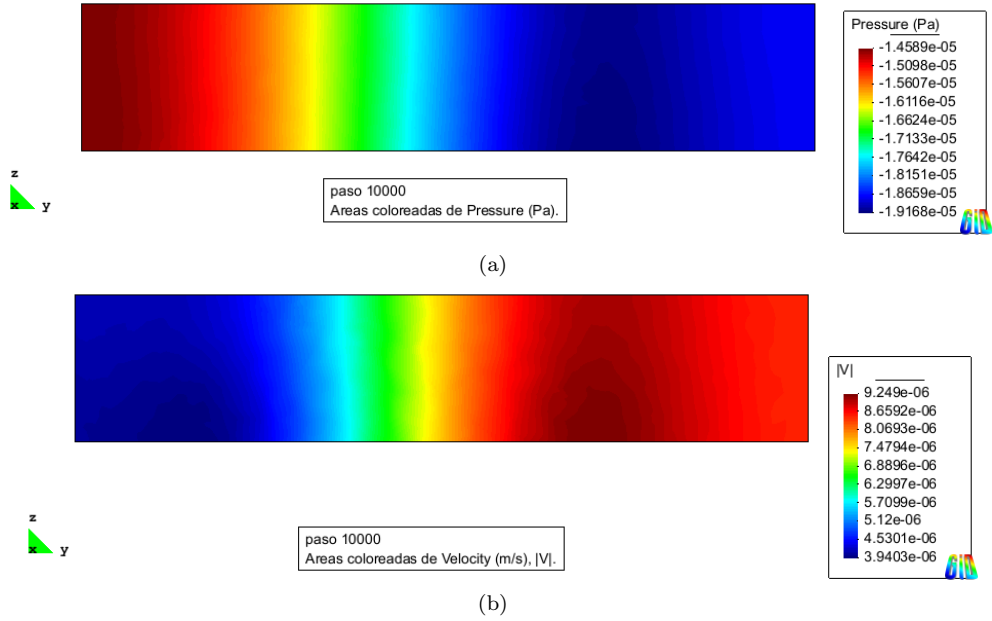 Pressure (Pa)
-1.4589e-05
-1.5098e-05
-1.5607e-05
-1.6116e-05
-1.6624e-05
-1.7133e-05
-1.7642e-05
-1.8151e-05
-1.8659e-05
-1.9168e-05
GiD
z
x y
paso 10000
Areas coloreadas de Pressure (Pa).
(a)
|V|
9.249e-06
8.6592e-06
8.0693e-06
7.4794e-06
6.8896e-06
6.2997e-06
5.7099e-06
5.12e-06
4.5301e-06
3.9403e-06
GiD
z
x y
paso 10000
Areas coloreadas de Velocity (m/s), |V|.
(b)